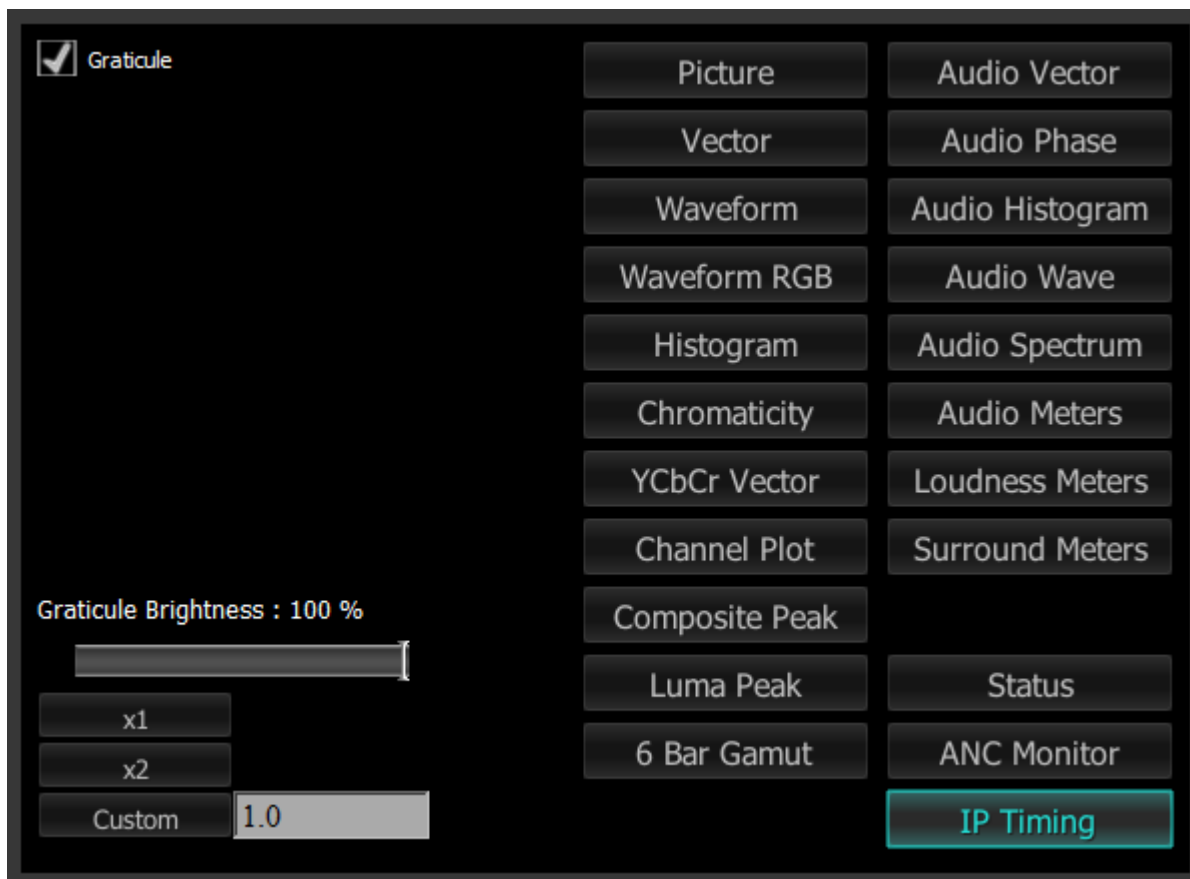 Graticule
Picture
Audio Vector
Vector
Audio Phase
Waveform
Audio Histogram
Waveform RGB
Audio Wave
Histogram
Audio Spectrum
Chromaticity
Audio Meters
YCbCr Vector
Loudness Meters
Channel Plot
Surround Meters
Graticule Brightness : 100 %
Composite Peak
Luma Peak
Status
x1
6 Bar Gamut
ANC Monitor
x2
Custom
1.0
IP Timing